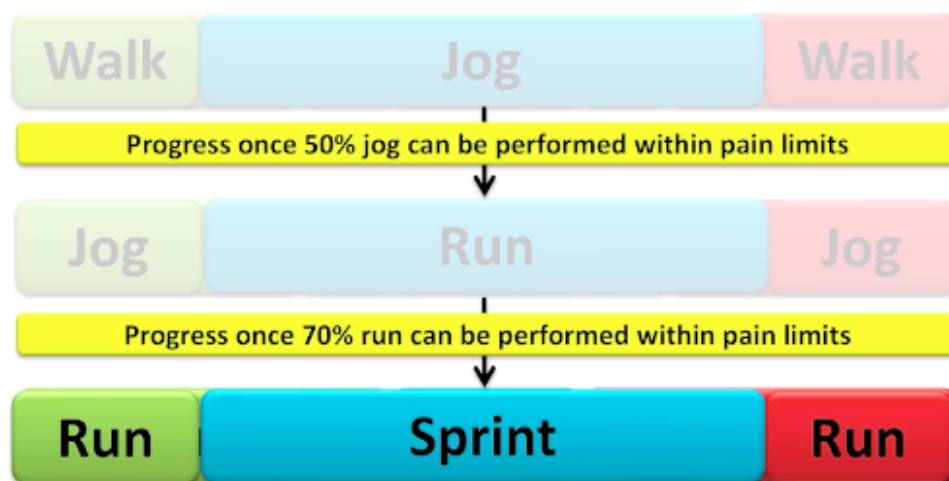 Walk Jog Walk
Progress once 50% jog can be performed within pain limits
Jog Run Jog
Progress once 70% run can be performed within pain limits
Run Sprint Run